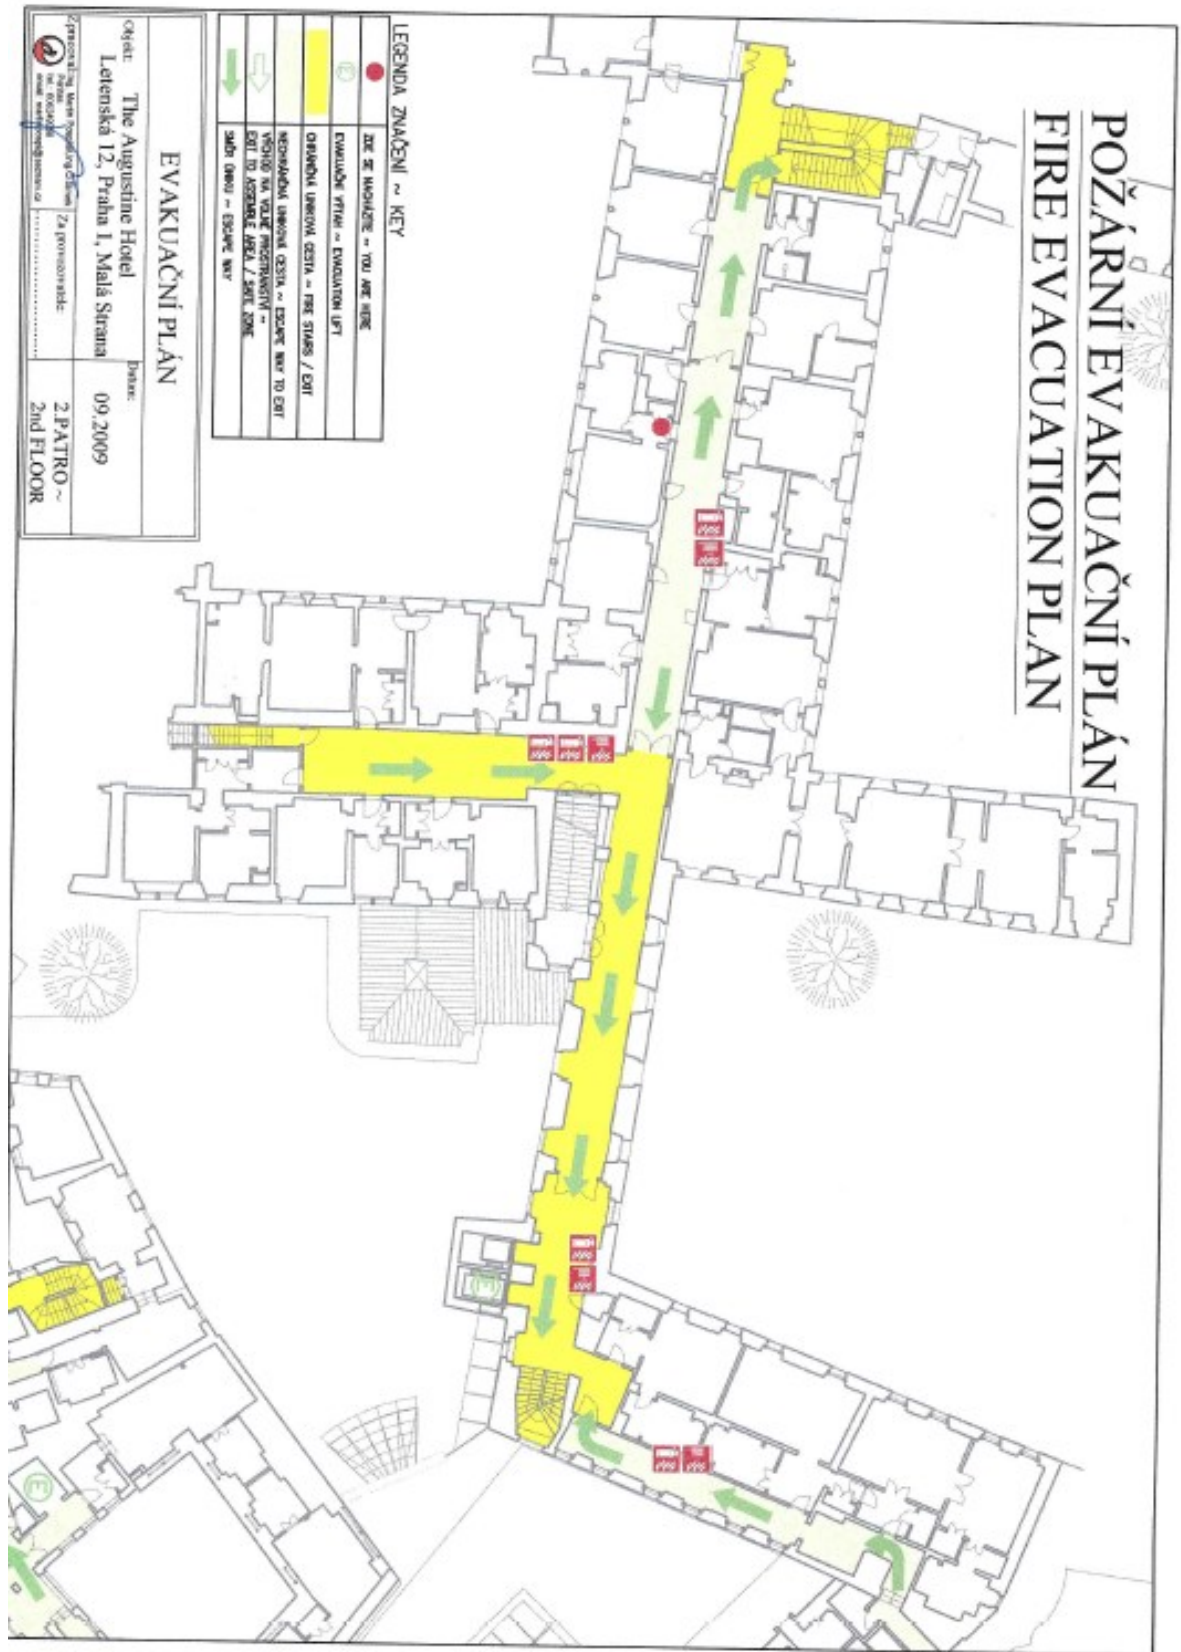 POŽÁRNÍ EVAKUAČNÍ PLÁN
FIRE EVACUATION PLAN
LEGENDA ZNAČENÍ ~ KEY
ZDE SE NACHÁZÍTE ~ YOU ARE HERE
EVAKUAČNÍ VÝTAH ~ EVACUATION LIFT
CHRÁNĚNÁ ÚNIKOVÁ CESTA ~ FIRE STAIRS / EXIT
NECHRÁNĚNÁ ÚNIKOVÁ CESTA ~ ESCAPE WAY TO EXIT
VÝCHOD NA VOLNÉ PROSTRANSTVÍ ~
EXIT TO ASSEMBLE AREA / SAFE ZONE
SMĚR ÚNIKU ~ ESCAPE WAY
E
E
E
EVAKUAČNÍ PLÁN
Objekt: The Augustine Hotel
Letenská 12, Praha 1, Malá Strana
Datum:
09.2009
Zpracoval:
Za provozovatele:
2.PATRO ~
2nd FLOOR